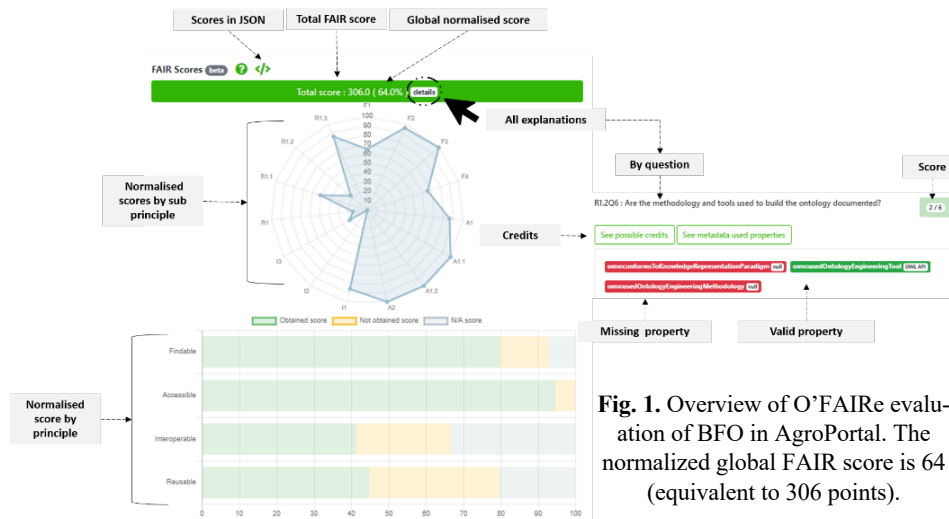 Scores in JSON
Total FAIR score
Global normalised score
FAIR Scores beta ? </>
Total score : 306.0 ( 64.0% ) details
All explanations
By question
Score
Normalised
scores by sub
principle
F1
F2
F3
F4
A1
A1.1
A1.2
A2
I1
I2
I3
R1
R1.1
R1.2
R1.3
100
90
80
70
60
50
40
30
20
10
R1.2Q6 : Are the methodology and tools used to build the ontology documented?
2 / 6
Credits
See possible credits
See metadata used properties
omv:conformsToKnowledgeRepresentationParadigm null
omv:usedOntologyEngineeringTool OWL API
omv:usedOntologyEngineeringMethodology null
Missing property
Valid property
Obtained score
Not obtained score
N/A score
Normalised
score by
principle
Findable
Accessible
Interoperable
Reusable
0 10 20 30 40 50 60 70 80 90 100
Fig. 1. Overview of O'FAIRe evalu-
ation of BFO in AgroPortal. The
normalized global FAIR score is 64
(equivalent to 306 points).